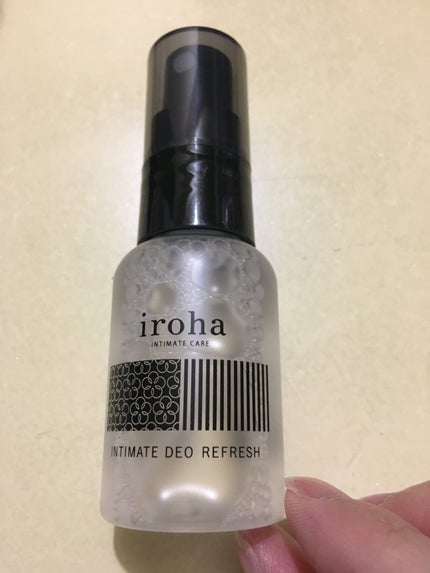 iroha
INTIMATE CARE
INTIMATE DEO REFRESH